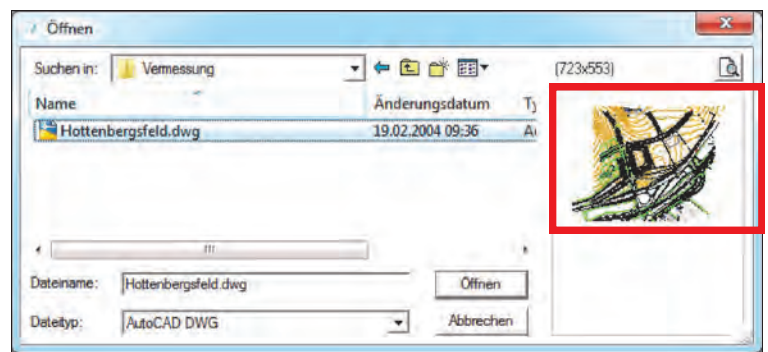 Öffnen
Suchen in: Vermessung (723x553)
Name Änderungsdatum
Hottenbergsfeld.dwg 19.02.2004 09:36
Dateiname: Hottenbergsfeld.dwg Öffnen
Dateityp: AutoCAD DWG Abbrechen